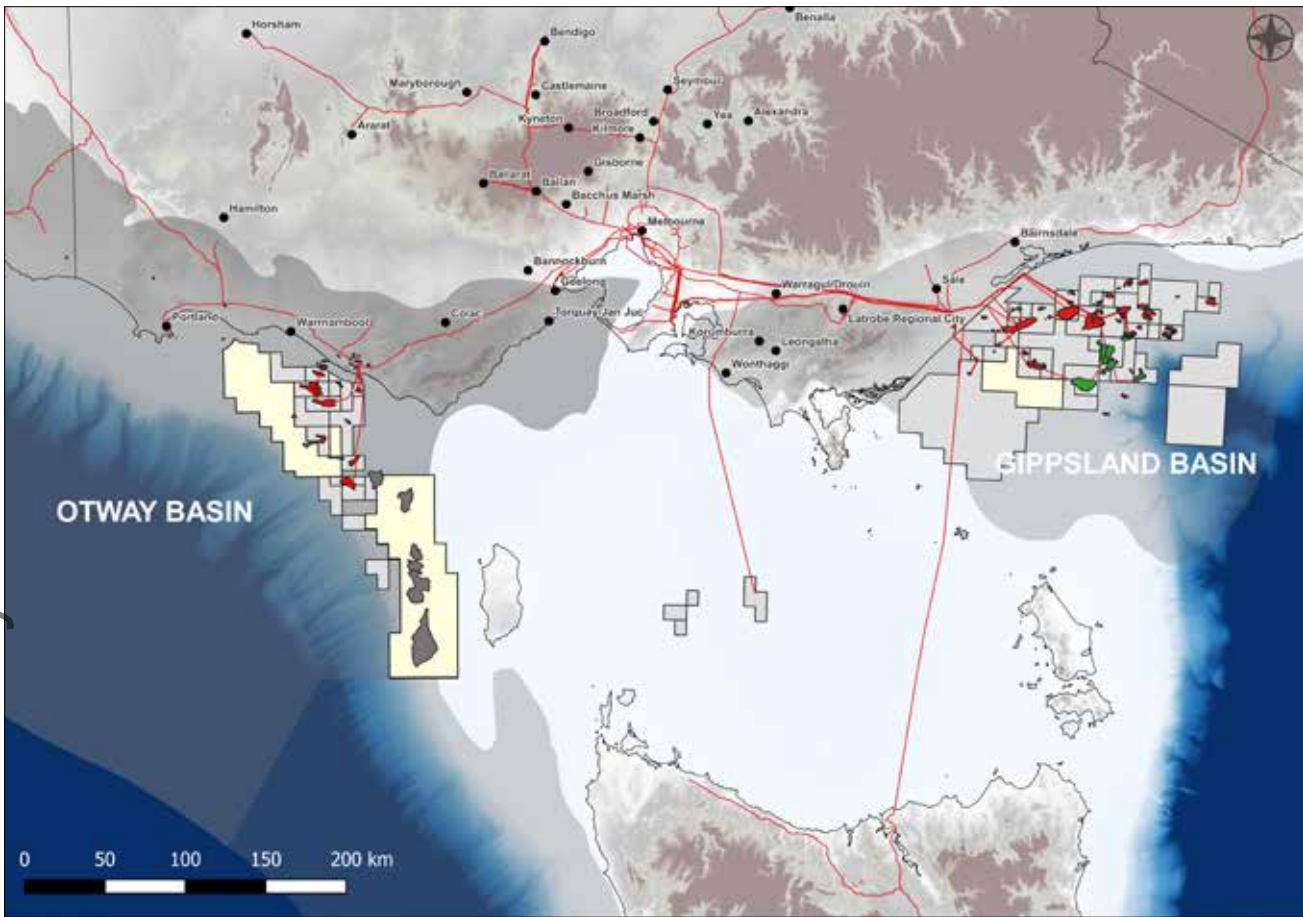 Benalla
Horsham
Bendigo
Maryborough
Castlemaine
Seymour
Ararat
Kyneton
Broadford
Kilmore
Yea
Alexandra
Gisborne
Ballarat
Ballan
Bacchus Marsh
Hamilton
Melbourne
Bairnsdale
Bannockburn
Geelong
Warragul/Drouin
Sale
Portland
Warrnambool
Colac
Torquay/Jan Juc
Latrobe Regional City
Korumburra
Leongatha
Wonthaggi
GIPPSLAND BASIN
OTWAY BASIN
0 50 100 150 200 km